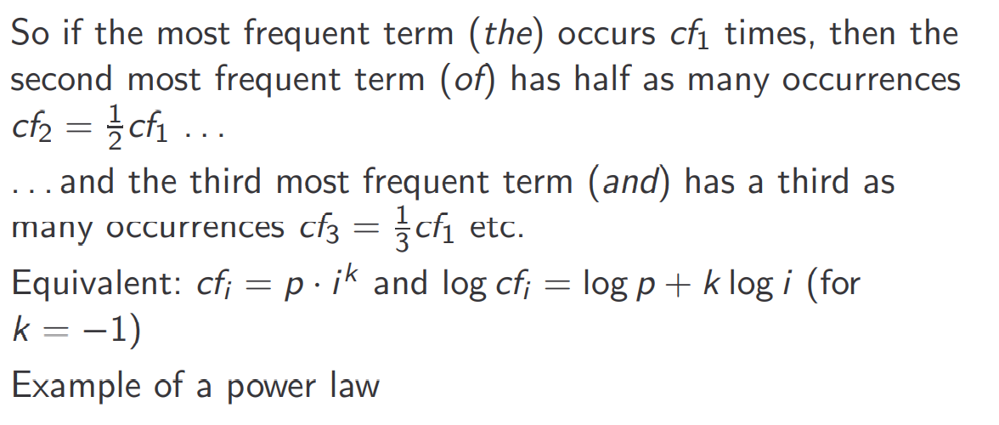 So if the most frequent term (the) occurs cf₁ times, then the
second most frequent term (of) has half as many occurrences
cf₂ = ½cf₁ …
…and the third most frequent term (and) has a third as
many occurrences cf₃ = ⅓cf₁ etc.
Equivalent: cfᵢ = p · iᵏ and log cfᵢ = log p + k log i (for
k = −1)
Example of a power law